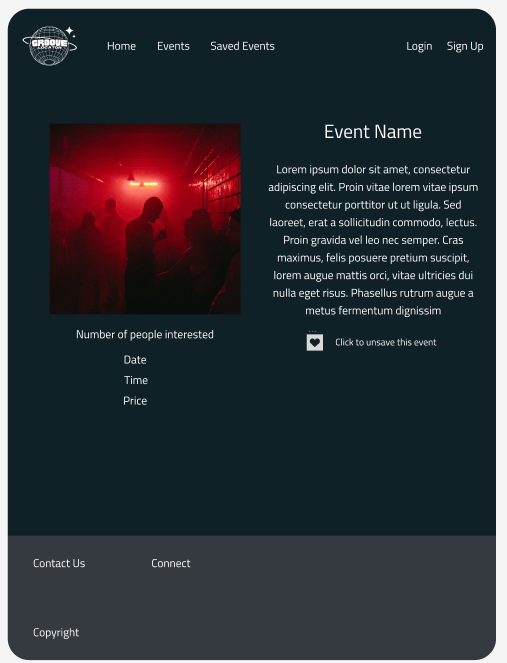 GROOVE
Home
Events
Saved Events
Login
Sign Up
Event Name
Lorem ipsum dolor sit amet, consectetur
adipiscing elit. Proin vitae lorem vitae ipsum
consectetur porttitor ut ut ligula. Sed
laoreet, erat a sollicitudin commodo, lectus.
Proin gravida vel leo nec semper. Cras
maximus, felis posuere pretium suscipit,
lorem augue mattis orci, vitae ultricies dui
nulla eget risus. Phasellus rutrum augue a
metus fermentum dignissim
Click to unsave this event
Number of people interested
Date
Time
Price
Contact Us
Connect
Copyright